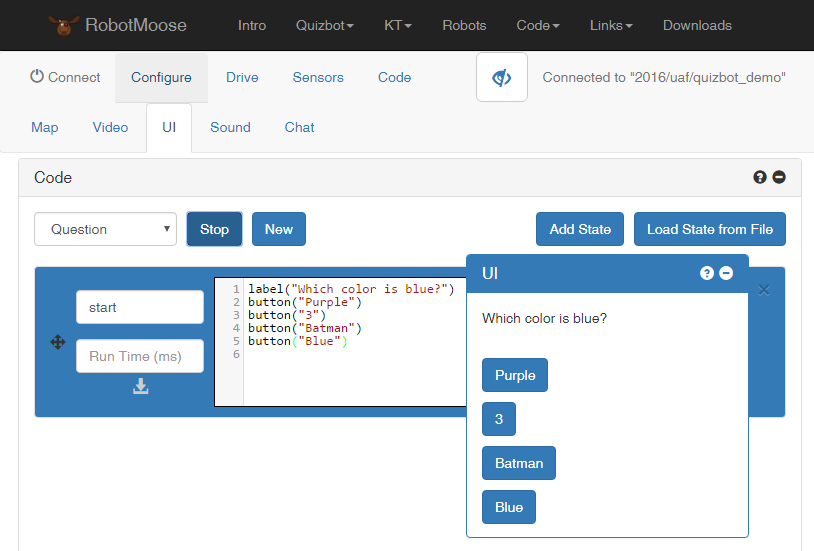 RobotMoose Intro Quizbot KT Robots Code Links Downloads
Connect Configure Drive Sensors Code Connected to "2016/uaf/quizbot_demo"
Map Video UI Sound Chat
Code
Question Stop New Add State Load State from File
start
Run Time (ms)
1 label("Which color is blue?")
2 button("Purple")
3 button("3")
4 button("Batman")
5 button("Blue")
6
UI
Which color is blue?
Purple
3
Batman
Blue